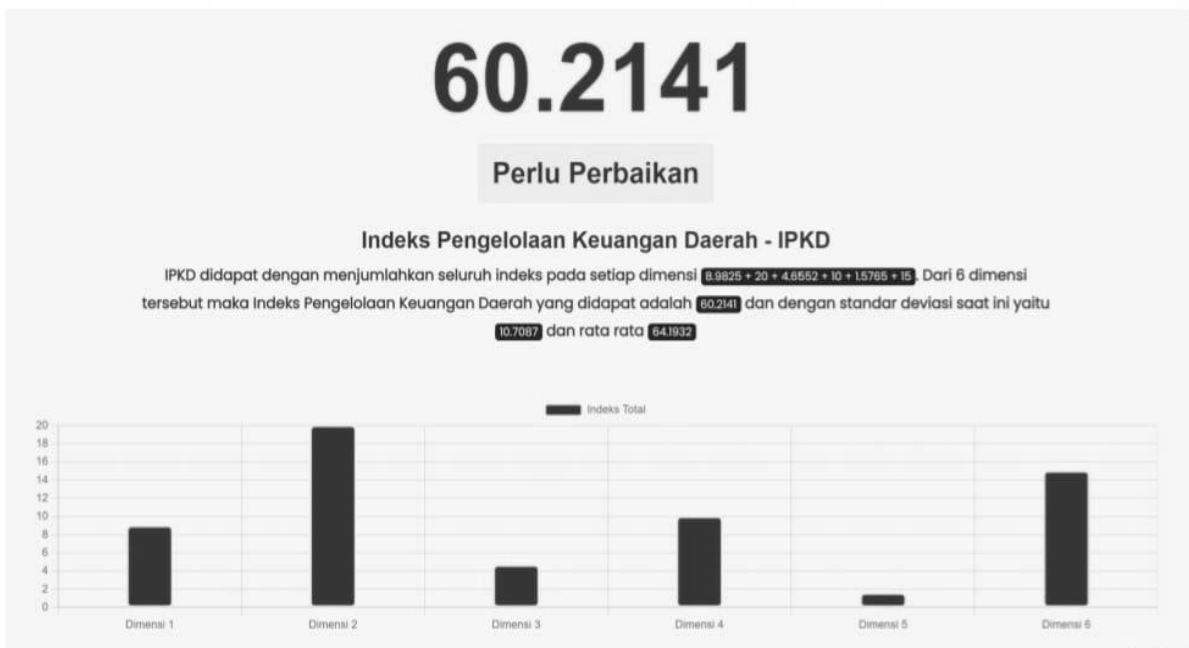 60.2141
Perlu Perbaikan
Indeks Pengelolaan Keuangan Daerah - IPKD
IPKD didapat dengan menjumlahkan seluruh indeks pada setiap dimensi 8.9825 + 20 + 4.6552 + 10 + 1.5765 + 15. Dari 6 dimensi
tersebut maka Indeks Pengelolaan Keuangan Daerah yang didapat adalah 60.2141 dan dengan standar deviasi saat ini yaitu
10.7087 dan rata rata 64.1932
Indeks Total
20
18
16
14
12
10
8
6
4
2
0
Dimensi 1 Dimensi 2 Dimensi 3 Dimensi 4 Dimensi 5 Dimensi 6